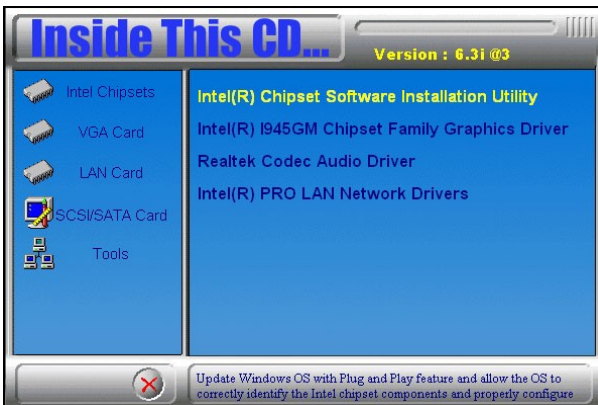 Inside This CD...
Version : 6.3i @3
Intel Chipsets
VGA Card
LAN Card
SCSI/SATA Card
Tools
Intel(R) Chipset Software Installation Utility
Intel(R) I945GM Chipset Family Graphics Driver
Realtek Codec Audio Driver
Intel(R) PRO LAN Network Drivers
Update Windows OS with Plug and Play feature and allow the OS to
correctly identify the Intel chipset components and properly configure